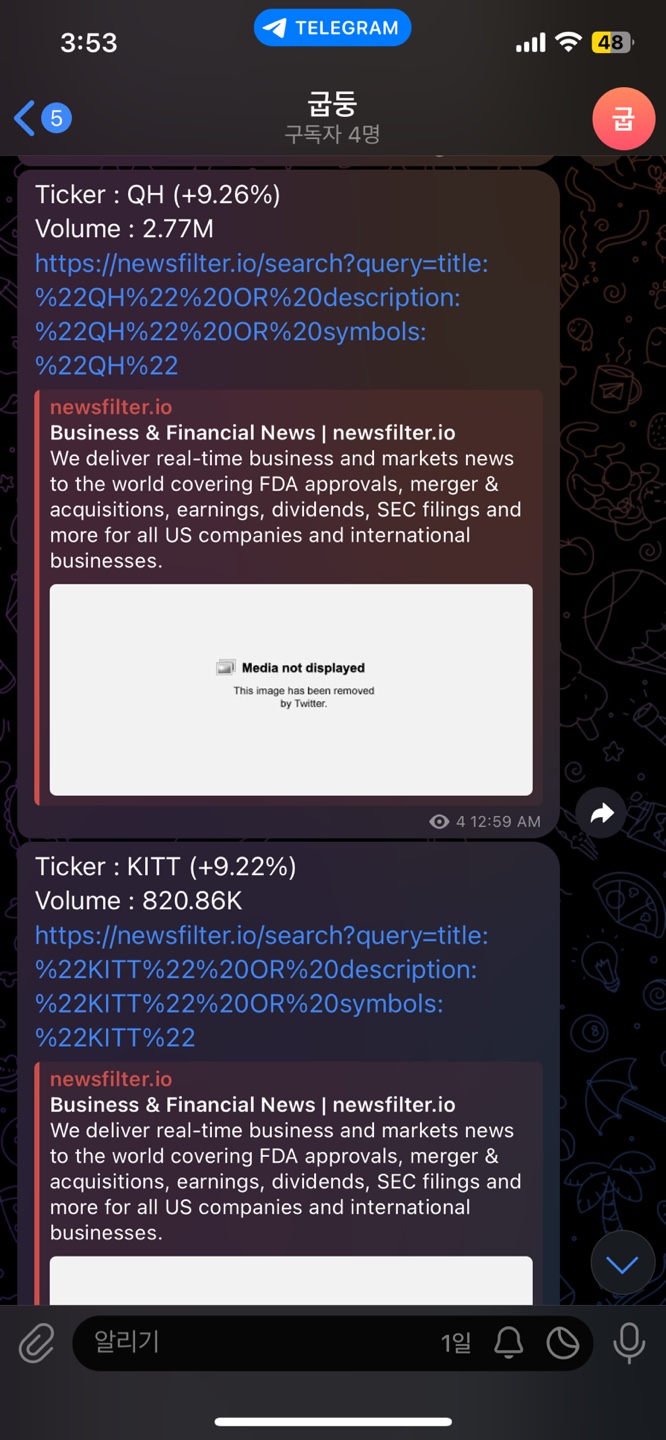 3:53
TELEGRAM
48
5
굽둥
구독자 4명
굽
Ticker : QH (+9.26%)
Volume : 2.77M
https://newsfilter.io/search?query=title:
%22QH%22%20OR%20description:
%22QH%22%20OR%20symbols:
%22QH%22
newsfilter.io
Business & Financial News | newsfilter.io
We deliver real-time business and markets news
to the world covering FDA approvals, merger &
acquisitions, earnings, dividends, SEC filings and
more for all US companies and international
businesses.
Media not displayed
This image has been removed
by Twitter.
4 12:59 AM
Ticker : KITT (+9.22%)
Volume : 820.86K
https://newsfilter.io/search?query=title:
%22KITT%22%20OR%20description:
%22KITT%22%20OR%20symbols:
%22KITT%22
newsfilter.io
Business & Financial News | newsfilter.io
We deliver real-time business and markets news
to the world covering FDA approvals, merger &
acquisitions, earnings, dividends, SEC filings and
more for all US companies and international
businesses.
알리기
1일